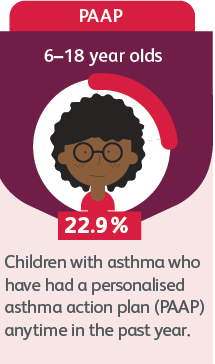 PAAP
6–18 year olds
22.9%
Children with asthma who
have had a personalised
asthma action plan (PAAP)
anytime in the past year.